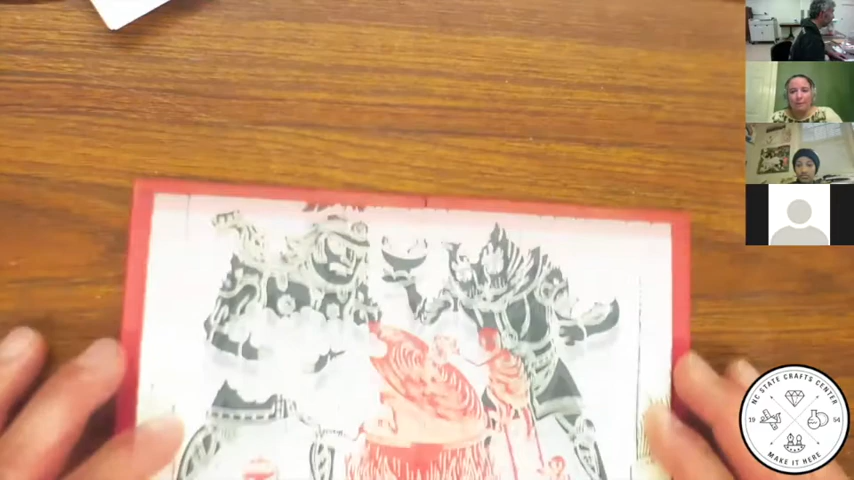 NC STATE CRAFTS CENTER
19 54
MAKE IT HERE